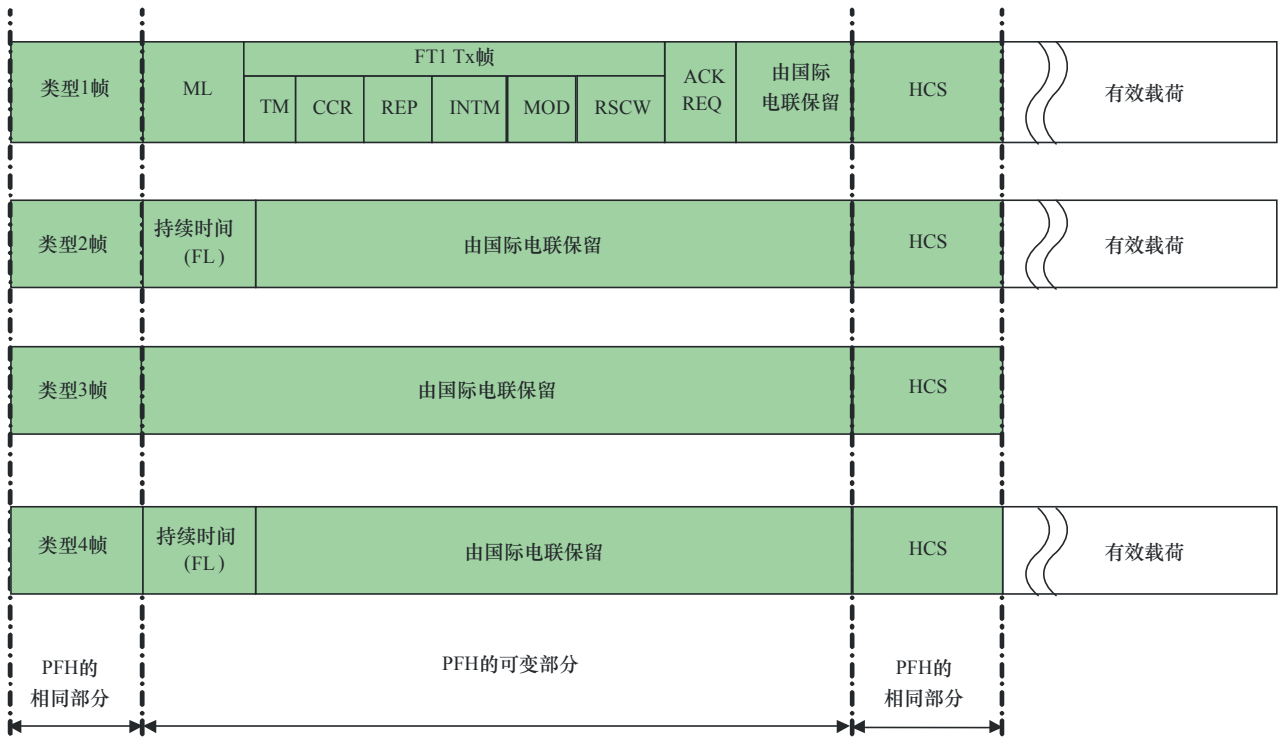 类型1帧
ML
FT1 Tx帧
TM
CCR
REP
INTM
MOD
RSCW
ACK
REQ
由国际
电联保留
HCS
有效载荷
类型2帧
持续时间
(FL)
由国际电联保留
HCS
有效载荷
类型3帧
由国际电联保留
HCS
类型4帧
持续时间
(FL)
由国际电联保留
HCS
有效载荷
PFH的
相同部分
PFH的可变部分
PFH的
相同部分